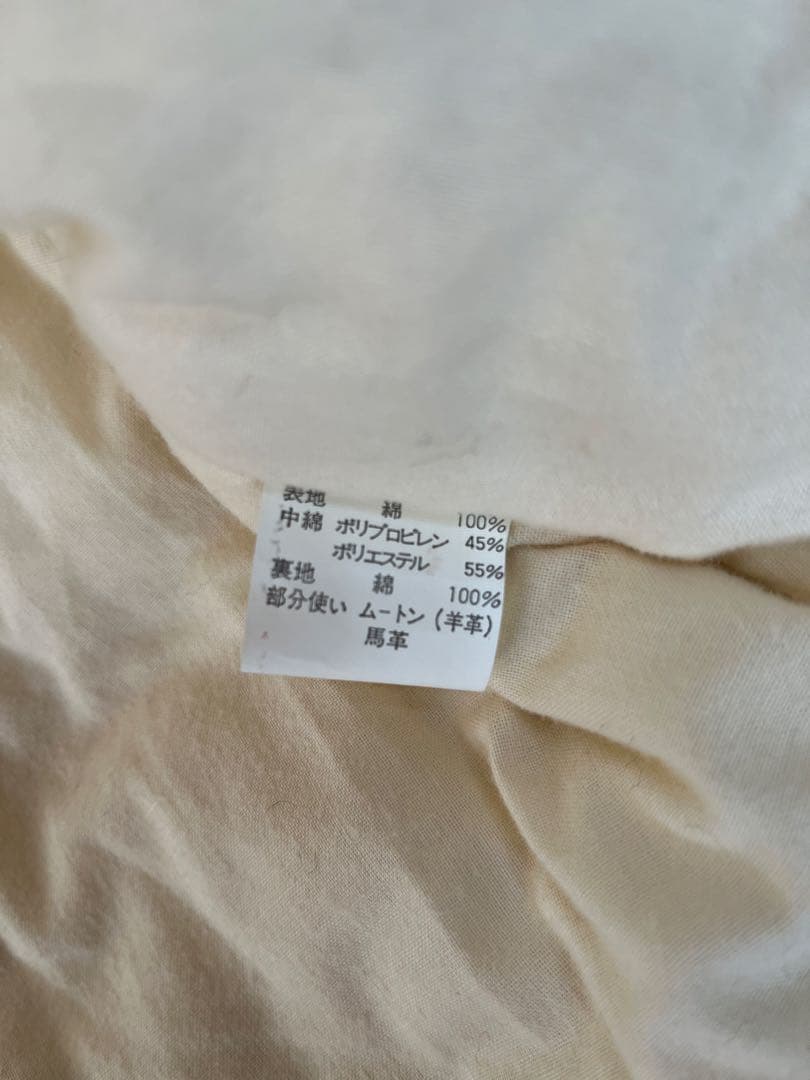 表地 綿 100%
中綿 ポリプロピレン 45%
ポリエステル 55%
裏地 綿 100%
部分使い ムートン (羊革)
馬革